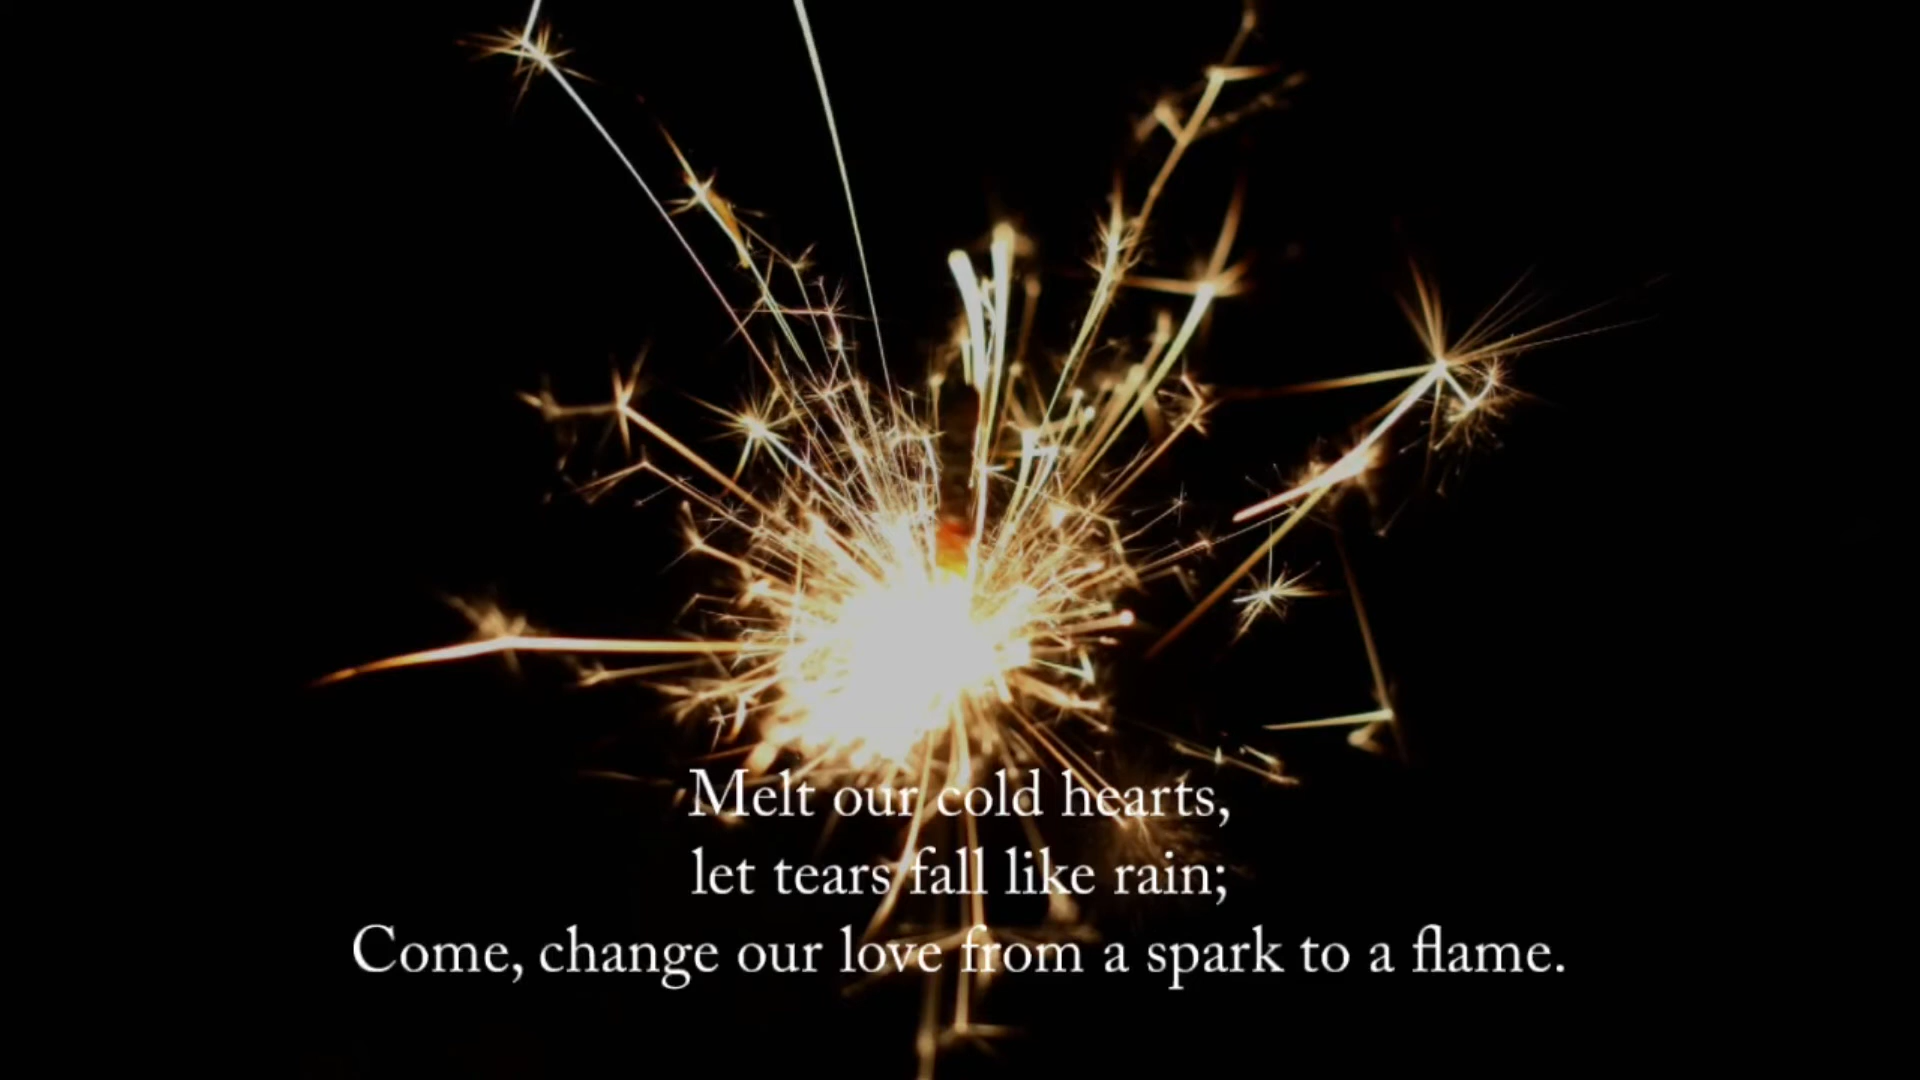 Melt our cold hearts,
let tears fall like rain;
Come, change our love from a spark to a flame.